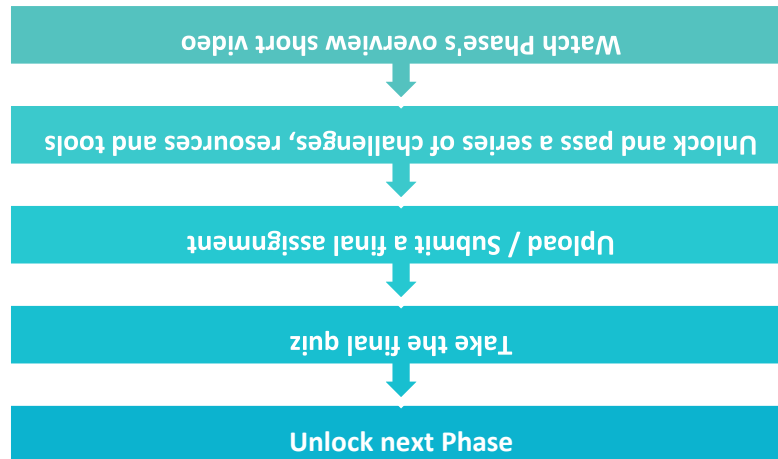 Watch Phase's overview short video
Unlock and pass a series of challenges, resources and tools
Upload / Submit a final assignment
Take the final quiz
Unlock next Phase